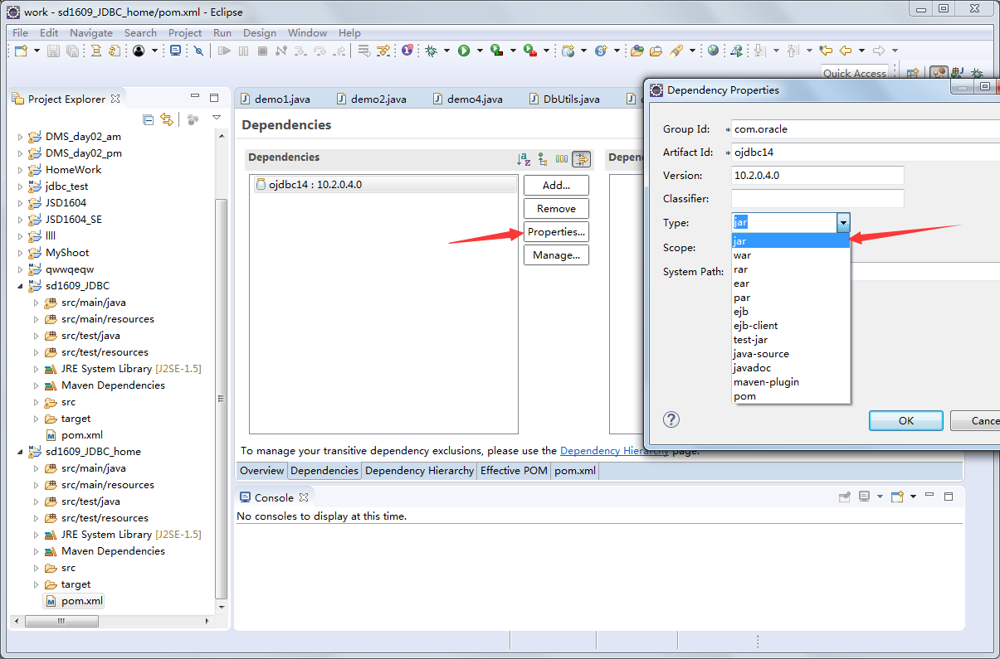 work - sd1609_JDBC_home/pom.xml - Eclipse
File Edit Navigate Search Project Run Design Window Help
Quick Access
Project Explorer
DMS_day02_am
DMS_day02_pm
HomeWork
jdbc_test
JSD1604
JSD1604_SE
llll
MyShoot
qwwqeqw
sd1609_JDBC
src/main/java
src/main/resources
src/test/java
src/test/resources
JRE System Library [J2SE-1.5]
Maven Dependencies
src
target
pom.xml
sd1609_JDBC_home
src/main/java
src/main/resources
src/test/java
src/test/resources
JRE System Library [J2SE-1.5]
Maven Dependencies
src
target
pom.xml
demo1.java demo2.java demo4.java DbUtils.java
Dependencies
Dependencies
ojdbc14 : 10.2.0.4.0
Add...
Remove
Properties...
Manage...
Depen
To manage your transitive dependency exclusions, please use the Dependency Hierarchy page.
Overview Dependencies Dependency Hierarchy Effective POM pom.xml
Console
No consoles to display at this time.
Dependency Properties
Group Id: * com.oracle
Artifact Id: * ojdbc14
Version: 10.2.0.4.0
Classifier:
Type: jar
Scope:
System Path:
jar
war
rar
ear
par
ejb
ejb-client
test-jar
java-source
javadoc
maven-plugin
pom
OK Cance